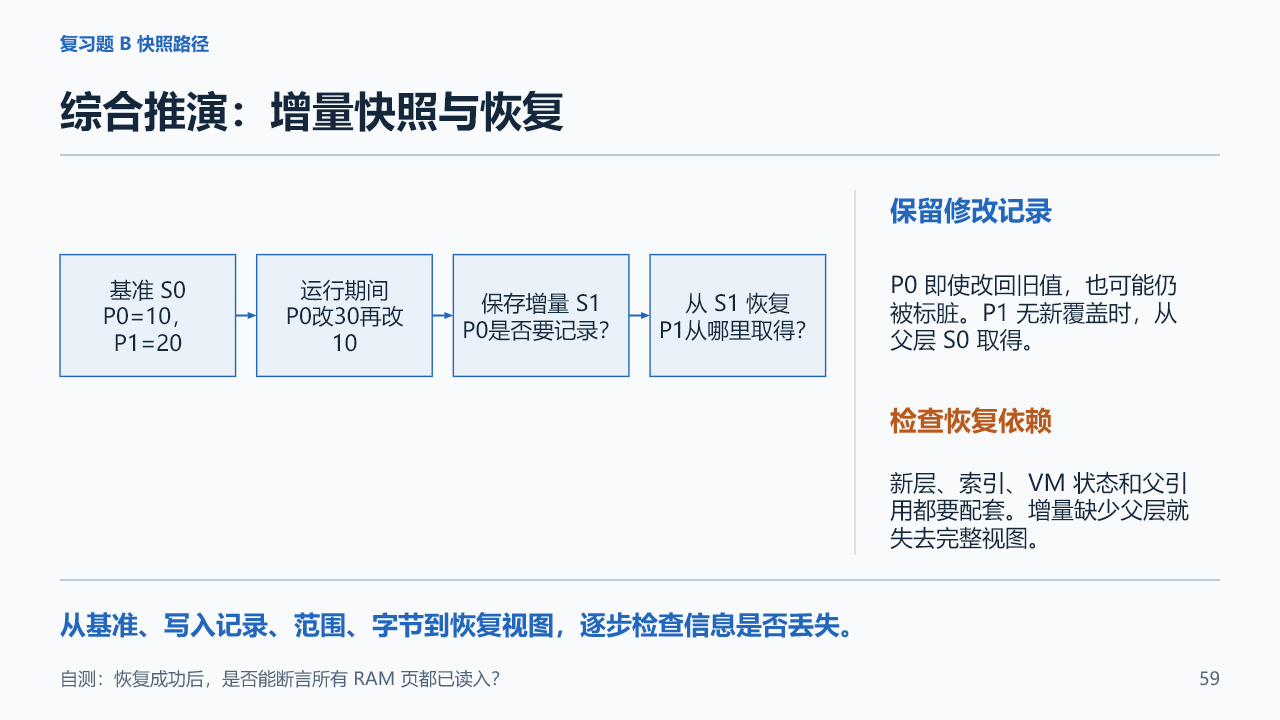 复习题 B 快照路径
综合推演：增量快照与恢复
基准 S0
P0=10，
P1=20
运行期间
P0改30再改
10
保存增量 S1
P0是否要记录？
从 S1 恢复
P1从哪里取得？
保留修改记录
P0 即使改回旧值，也可能仍
被标脏。P1 无新覆盖时，从
父层 S0 取得。
检查恢复依赖
新层、索引、VM 状态和父引
用都要配套。增量缺少父层就
失去完整视图。
从基准、写入记录、范围、字节到恢复视图，逐步检查信息是否丢失。
自测：恢复成功后，是否能断言所有 RAM 页都已读入？
59